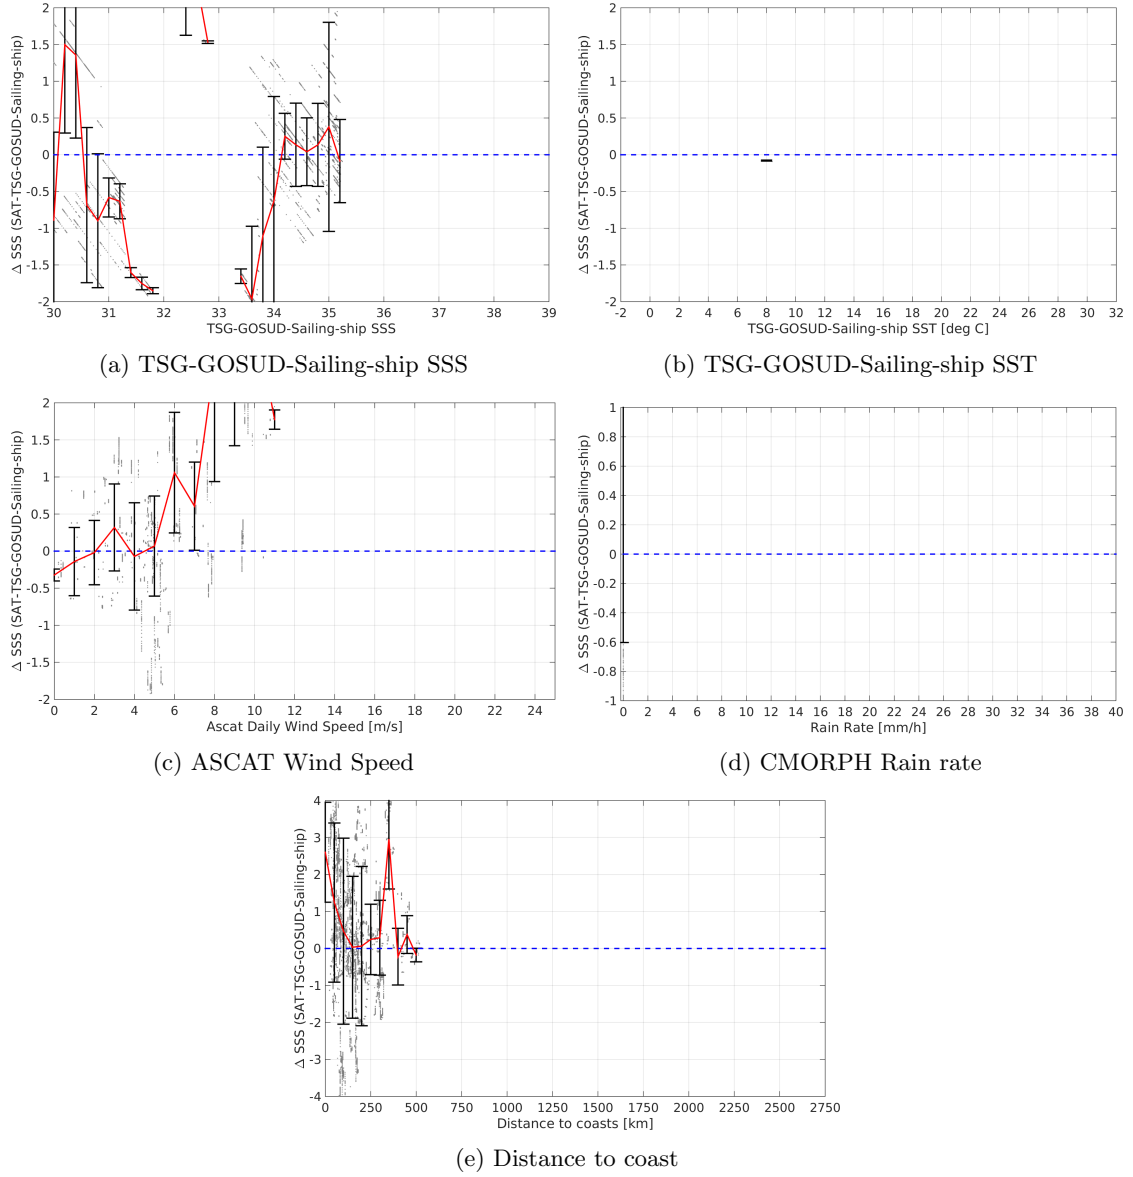 2
1.5
1
0.5
0
-0.5
-1
-1.5
-2
Δ SSS (SAT-TSG-GOSUD-Sailing-ship)
30 31 32 33 34 35 36 37 38 39
TSG-GOSUD-Sailing-ship SSS
(a) TSG-GOSUD-Sailing-ship SSS
2
1.5
1
0.5
0
-0.5
-1
-1.5
-2
Δ SSS (SAT-TSG-GOSUD-Sailing-ship)
-2 0 2 4 6 8 10 12 14 16 18 20 22 24 26 28 30 32
TSG-GOSUD-Sailing-ship SST [deg C]
(b) TSG-GOSUD-Sailing-ship SST
2
1.5
1
0.5
0
-0.5
-1
-1.5
-2
Δ SSS (SAT-TSG-GOSUD-Sailing-ship)
0 2 4 6 8 10 12 14 16 18 20 22 24
Ascat Daily Wind Speed [m/s]
(c) ASCAT Wind Speed
1
0.8
0.6
0.4
0.2
0
-0.2
-0.4
-0.6
-0.8
-1
Δ SSS (SAT-TSG-GOSUD-Sailing-ship)
0 2 4 6 8 10 12 14 16 18 20 22 24 26 28 30 32 34 36 38 40
Rain Rate [mm/h]
(d) CMORPH Rain rate
4
3
2
1
0
-1
-2
-3
-4
Δ SSS (SAT-TSG-GOSUD-Sailing-ship)
0 250 500 750 1000 1250 1500 1750 2000 2250 2500 2750
Distance to coasts [km]
(e) Distance to coast